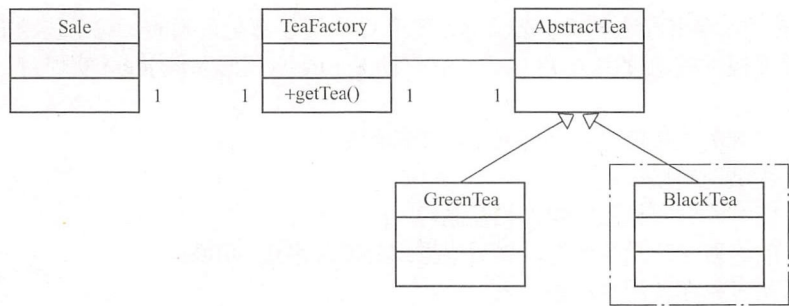 Sale
TeaFactory
AbstractTea
1
1
+getTea()
1
1
GreenTea
BlackTea